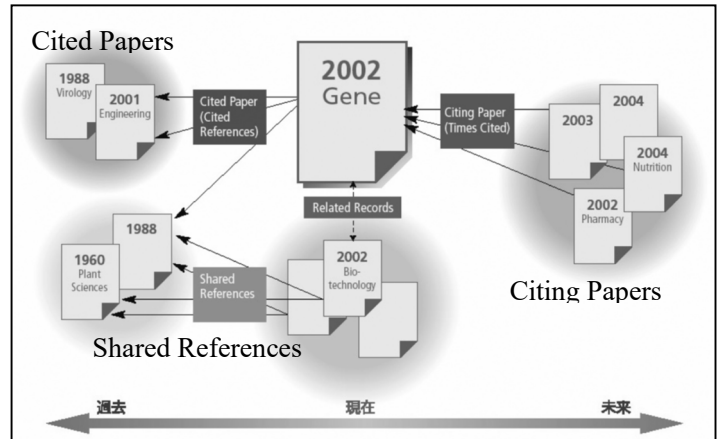 Cited Papers
1988
Virology
2001
Engineering
Cited Paper
(Cited
References)
2002
Gene
Citing Paper
(Times Cited)
2003
2004
2004
Nutrition
2002
Pharmacy
Citing Papers
Related Records
1988
1960
Plant
Sciences
Shared
References
2002
Bio-
technology
Shared References
過去
現在
未来